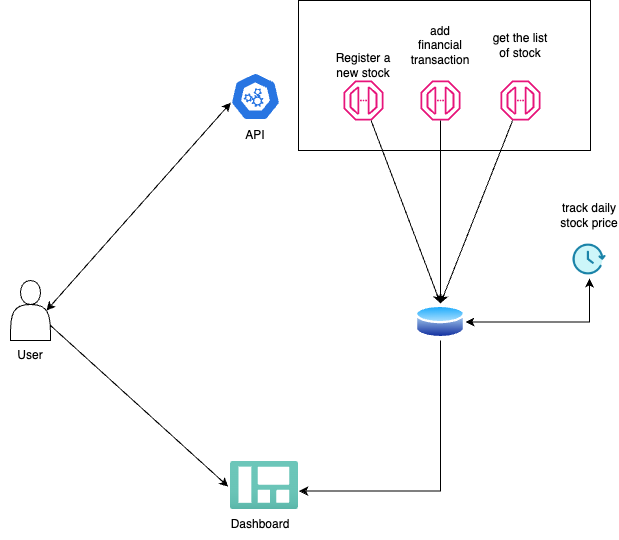 Register a
new stock
add
financial
transaction
get the list
of stock
API
track daily
stock price
User
Dashboard